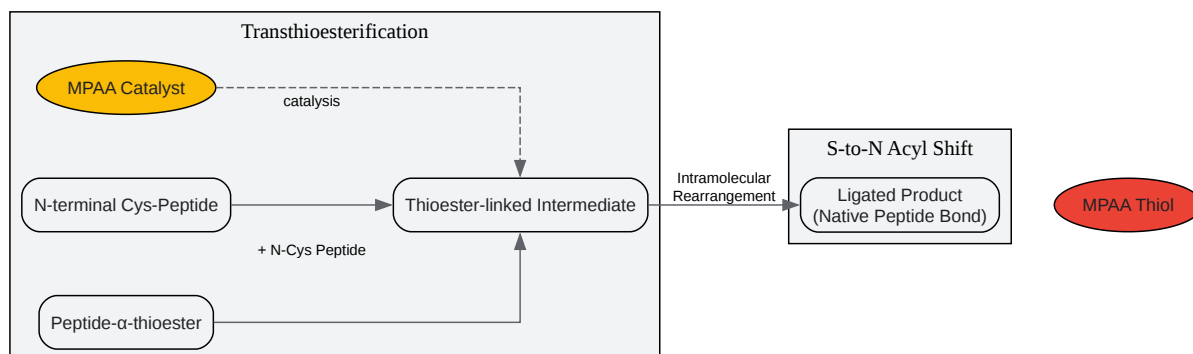 Transthioesterification
MPAA Catalyst
catalysis
N-terminal Cys-Peptide
+ N-Cys Peptide
Peptide-α-thioester
Thioester-linked Intermediate
Intramolecular
Rearrangement
S-to-N Acyl Shift
Ligated Product
(Native Peptide Bond)
MPAA Thiol